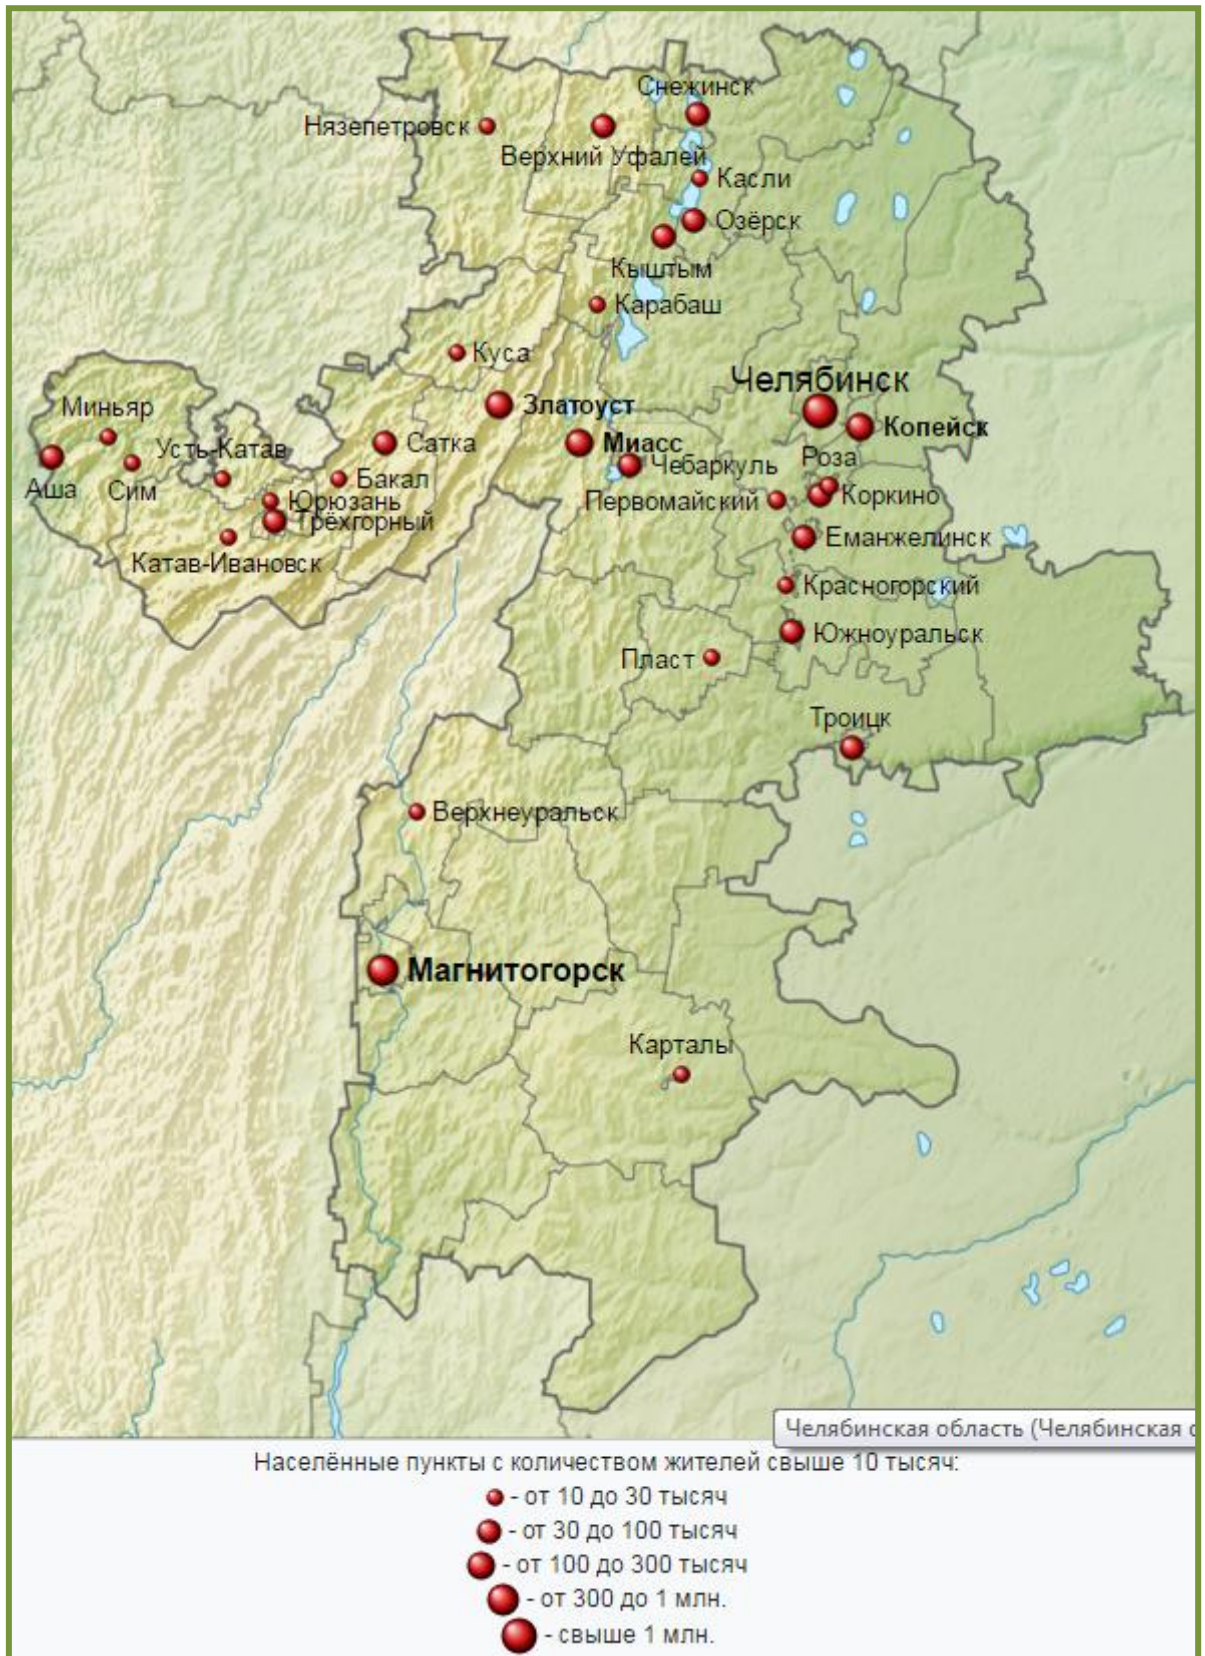 Снежинск
Нязепетровск
Верхний Уфалей
Касли
Озёрск
Кыштым
Карабаш
Куса
Челябинск
Миньяр
Златоуст
Копейск
Усть-Катав
Сатка
Миасс
Роза
Чебаркуль
Аша
Сим
Бакал
Юрюзань
Первомайский
Коркино
Трёхгорный
Еманжелинск
Катав-Ивановск
Красногорский
Южноуральск
Пласт
Троицк
Верхнеуральск
Магнитогорск
Карталы
Челябинская область (Челябинская о
Населённые пункты с количеством жителей свыше 10 тысяч:
- от 10 до 30 тысяч
- от 30 до 100 тысяч
- от 100 до 300 тысяч
- от 300 до 1 млн.
- свыше 1 млн.